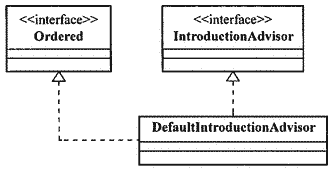 <<interface>>
Ordered
<<interface>>
IntroductionAdvisor
DefaultIntroductionAdvisor